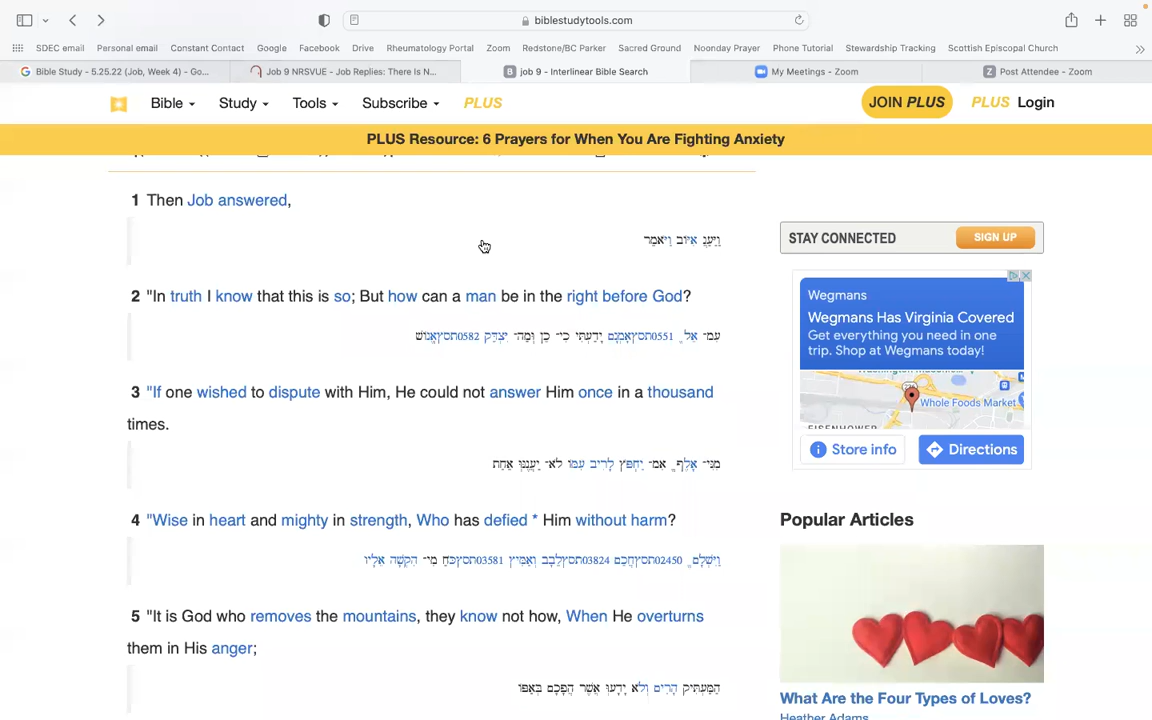 biblestudytools.com
SDEC email Personal email Constant Contact Google Facebook Drive Rheumatology Portal Zoom Redstone/BC Parker Sacred Ground Noonday Prayer Phone Tutorial Stewardship Tracking Scottish Episcopal Church
Bible Study - 5.25.22 (Job, Week 4) - Go... Job 9 NRSVUE - Job Replies: There Is N... job 9 - Interlinear Bible Search My Meetings - Zoom Post Attendee - Zoom
Bible Study Tools Subscribe PLUS JOIN PLUS PLUS Login
PLUS Resource: 6 Prayers for When You Are Fighting Anxiety
1 Then Job answered,
וַיַּעַן אִיּוֹב וַיֹּאמַר
2 "In truth I know that this is so; But how can a man be in the right before God?
3 "If one wished to dispute with Him, He could not answer Him once in a thousand
times.
4 "Wise in heart and mighty in strength, Who has defied * Him without harm?
5 "It is God who removes the mountains, they know not how, When He overturns
them in His anger;
הַמַּעְתִּיק הָרִים וְלֹא יָדָעוּ אֲשֶׁר הֲפָכָם בְּאַפּוֹ
STAY CONNECTED SIGN UP
Wegmans
Wegmans Has Virginia Covered
Get everything you need in one
trip. Shop at Wegmans today!
Whole Foods Market
EISENHOWER
Store info Directions
Popular Articles
What Are the Four Types of Loves?
Heather Adams